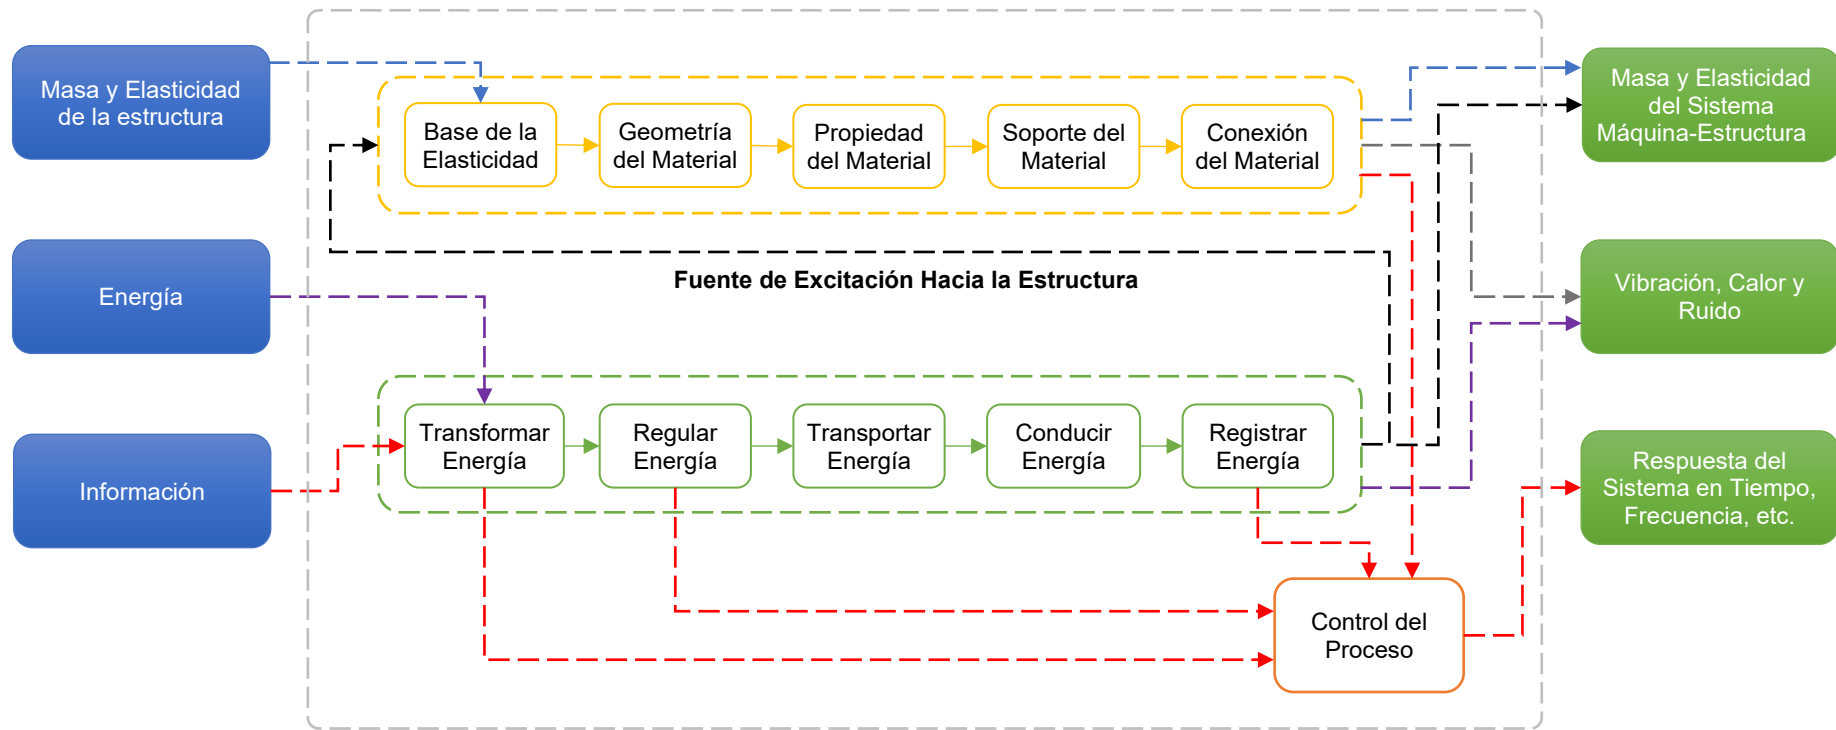 Masa y Elasticidad
de la estructura
Base de la
Elasticidad
Geometría
del Material
Propiedad
del Material
Soporte del
Material
Conexión
del Material
Masa y Elasticidad
del Sistema
Máquina-Estructura
Fuente de Excitación Hacia la Estructura
Energía
Vibración, Calor y
Ruido
Información
Transformar
Energía
Regular
Energía
Transportar
Energía
Conducir
Energía
Registrar
Energía
Respuesta del
Sistema en Tiempo,
Frecuencia, etc.
Control del
Proceso